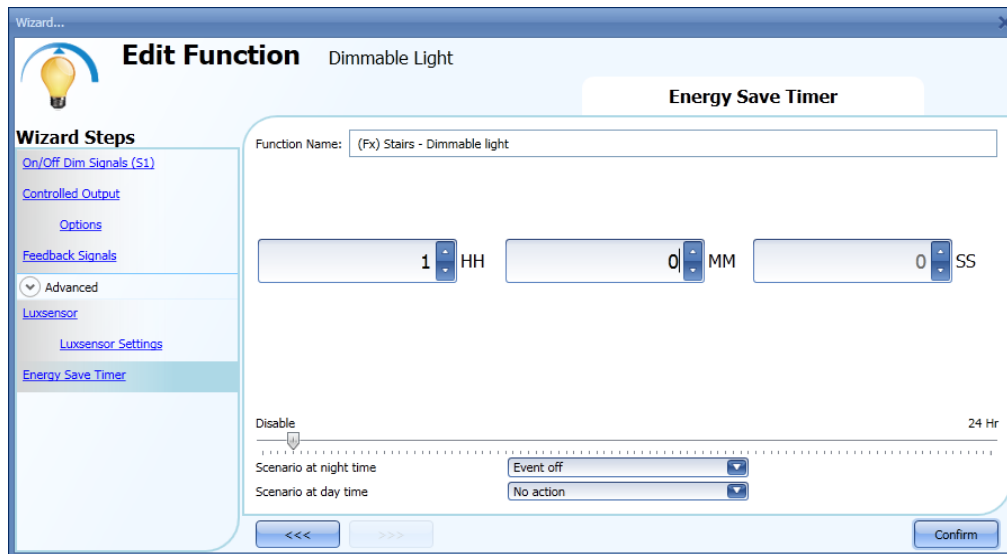 Wizard...
Edit Function Dimmable Light
Energy Save Timer
Wizard Steps
On/Off Dim Signals (S1)
Controlled Output
Options
Feedback Signals
Advanced
Luxsensor
Luxsensor Settings
Energy Save Timer
Function Name: (Fx) Stairs - Dimmable light
1 HH 0 MM 0 SS
Disable 24 Hr
Scenario at night time Event off
Scenario at day time No action
<<< >>> Confirm